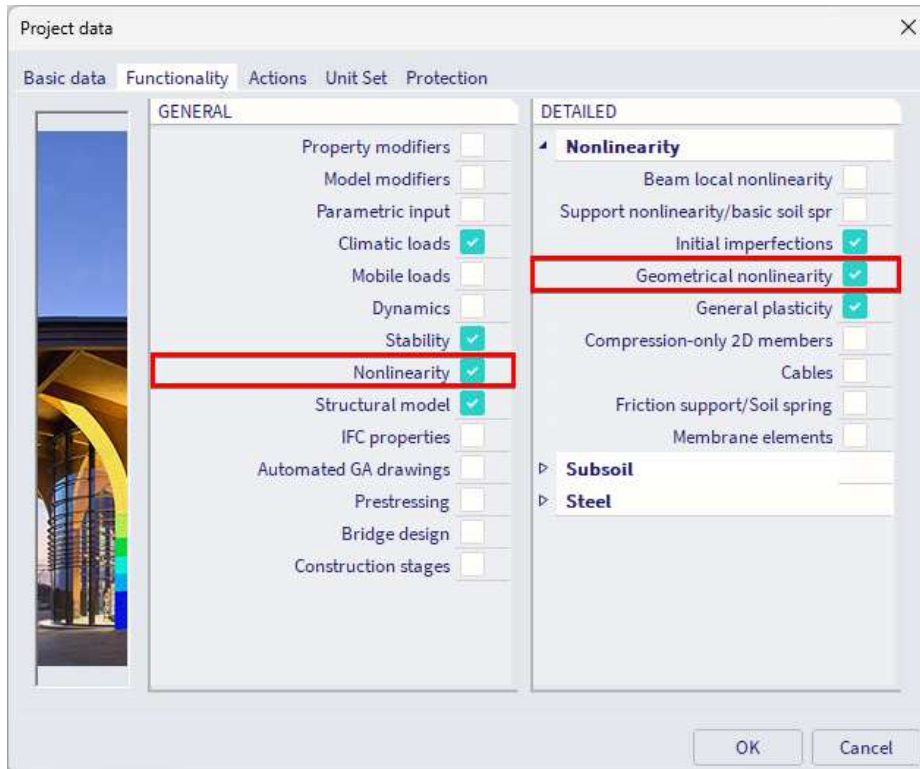 Project data
Basic data Functionality Actions Unit Set Protection
GENERAL
Property modifiers
Model modifiers
Parametric input
Climatic loads
Mobile loads
Dynamics
Stability
Nonlinearity
Structural model
IFC properties
Automated GA drawings
Prestressing
Bridge design
Construction stages
DETAILED
Nonlinearity
Beam local nonlinearity
Support nonlinearity/basic soil spr
Initial imperfections
Geometrical nonlinearity
General plasticity
Compression-only 2D members
Cables
Friction support/Soil spring
Membrane elements
Subsoil
Steel
OK Cancel